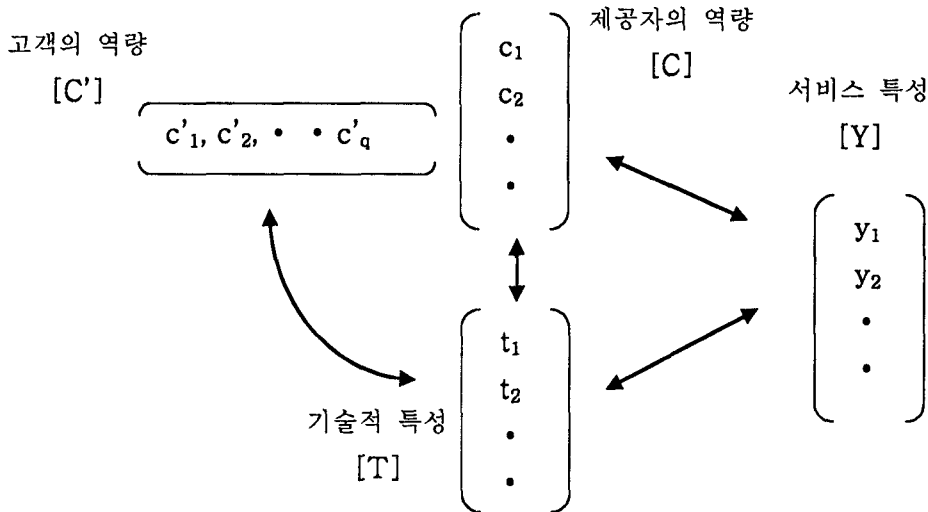 고객의 역량
[C']
c'1, c'2, • • c'q
제공자의 역량
[C]
c1
c2
•
•
서비스 특성
[Y]
y1
y2
•
•
기술적 특성
[T]
t1
t2
•
•